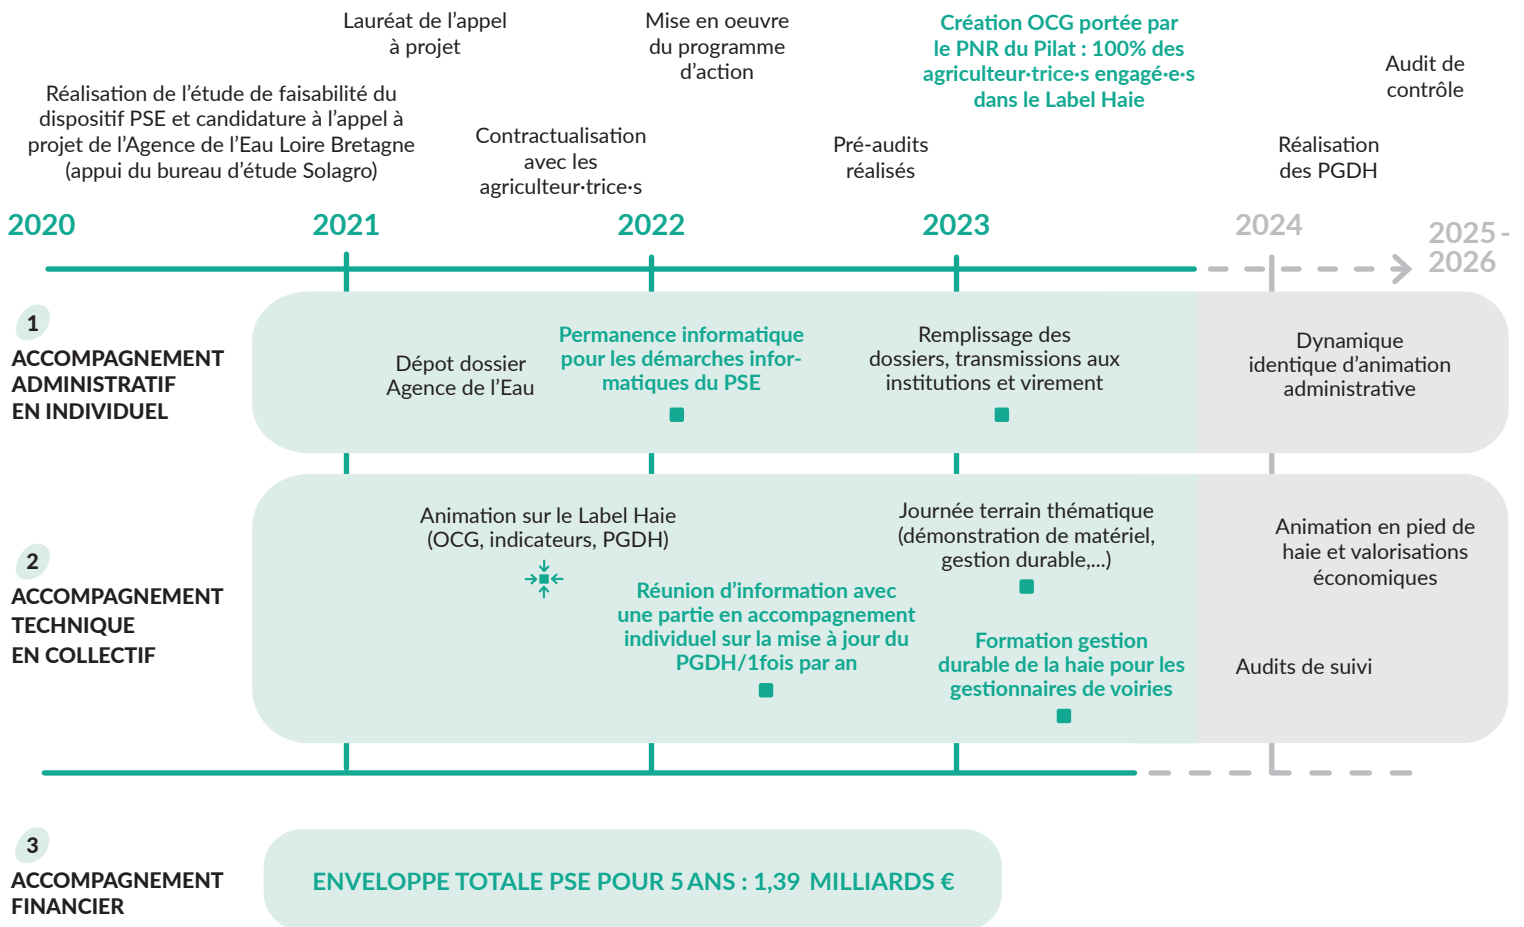 Lauréat de l'appel
à projet
Mise en oeuvre
du programme
d'action
Création OCG portée par
le PNR du Pilat : 100% des
agriculteur·trice·s engagé·e·s
dans le Label Haie
Audit de
contrôle
Réalisation de l'étude de faisabilité du
dispositif PSE et candidature à l'appel à
projet de l'Agence de l'Eau Loire Bretagne
(appui du bureau d'étude Solagro)
Contractualisation
avec les
agriculteur·trice·s
Pré-audits
réalisés
Réalisation
des PGDH
2020
2021
2022
2023
2024
2025 -
2026
1
ACCOMPAGNEMENT
ADMINISTRATIF
EN INDIVIDUEL
Dépot dossier
Agence de l'Eau
Permanence informatique
pour les démarches infor-
matiques du PSE
Remplissage des
dossiers, transmissions aux
institutions et virement
Dynamique
identique d'animation
administrative
2
ACCOMPAGNEMENT
TECHNIQUE
EN COLLECTIF
Animation sur le Label Haie
(OCG, indicateurs, PGDH)
Réunion d'information avec
une partie en accompagnement
individuel sur la mise à jour du
PGDH/1fois par an
Journée terrain thématique
(démonstration de matériel,
gestion durable,...)
Formation gestion
durable de la haie pour les
gestionnaires de voiries
Animation en pied de
haie et valorisations
économiques
Audits de suivi
3
ACCOMPAGNEMENT
FINANCIER
ENVELOPPE TOTALE PSE POUR 5 ANS : 1,39 MILLIARDS €